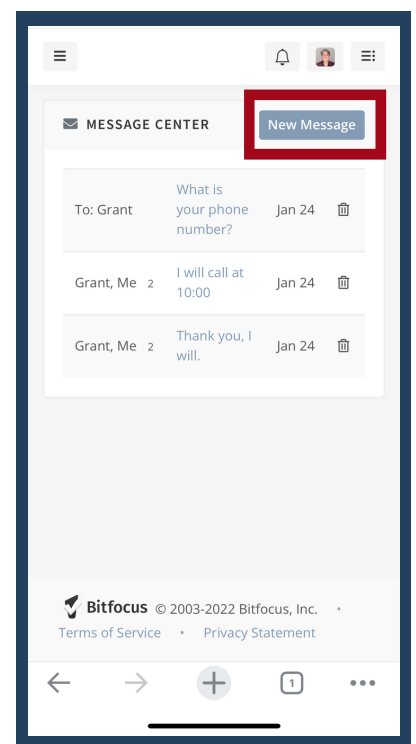 MESSAGE CENTER
New Message
To: Grant What is your phone number? Jan 24
Grant, Me 2 I will call at 10:00 Jan 24
Grant, Me 2 Thank you, I will. Jan 24
Bitfocus © 2003-2022 Bitfocus, Inc. •
Terms of Service • Privacy Statement
1